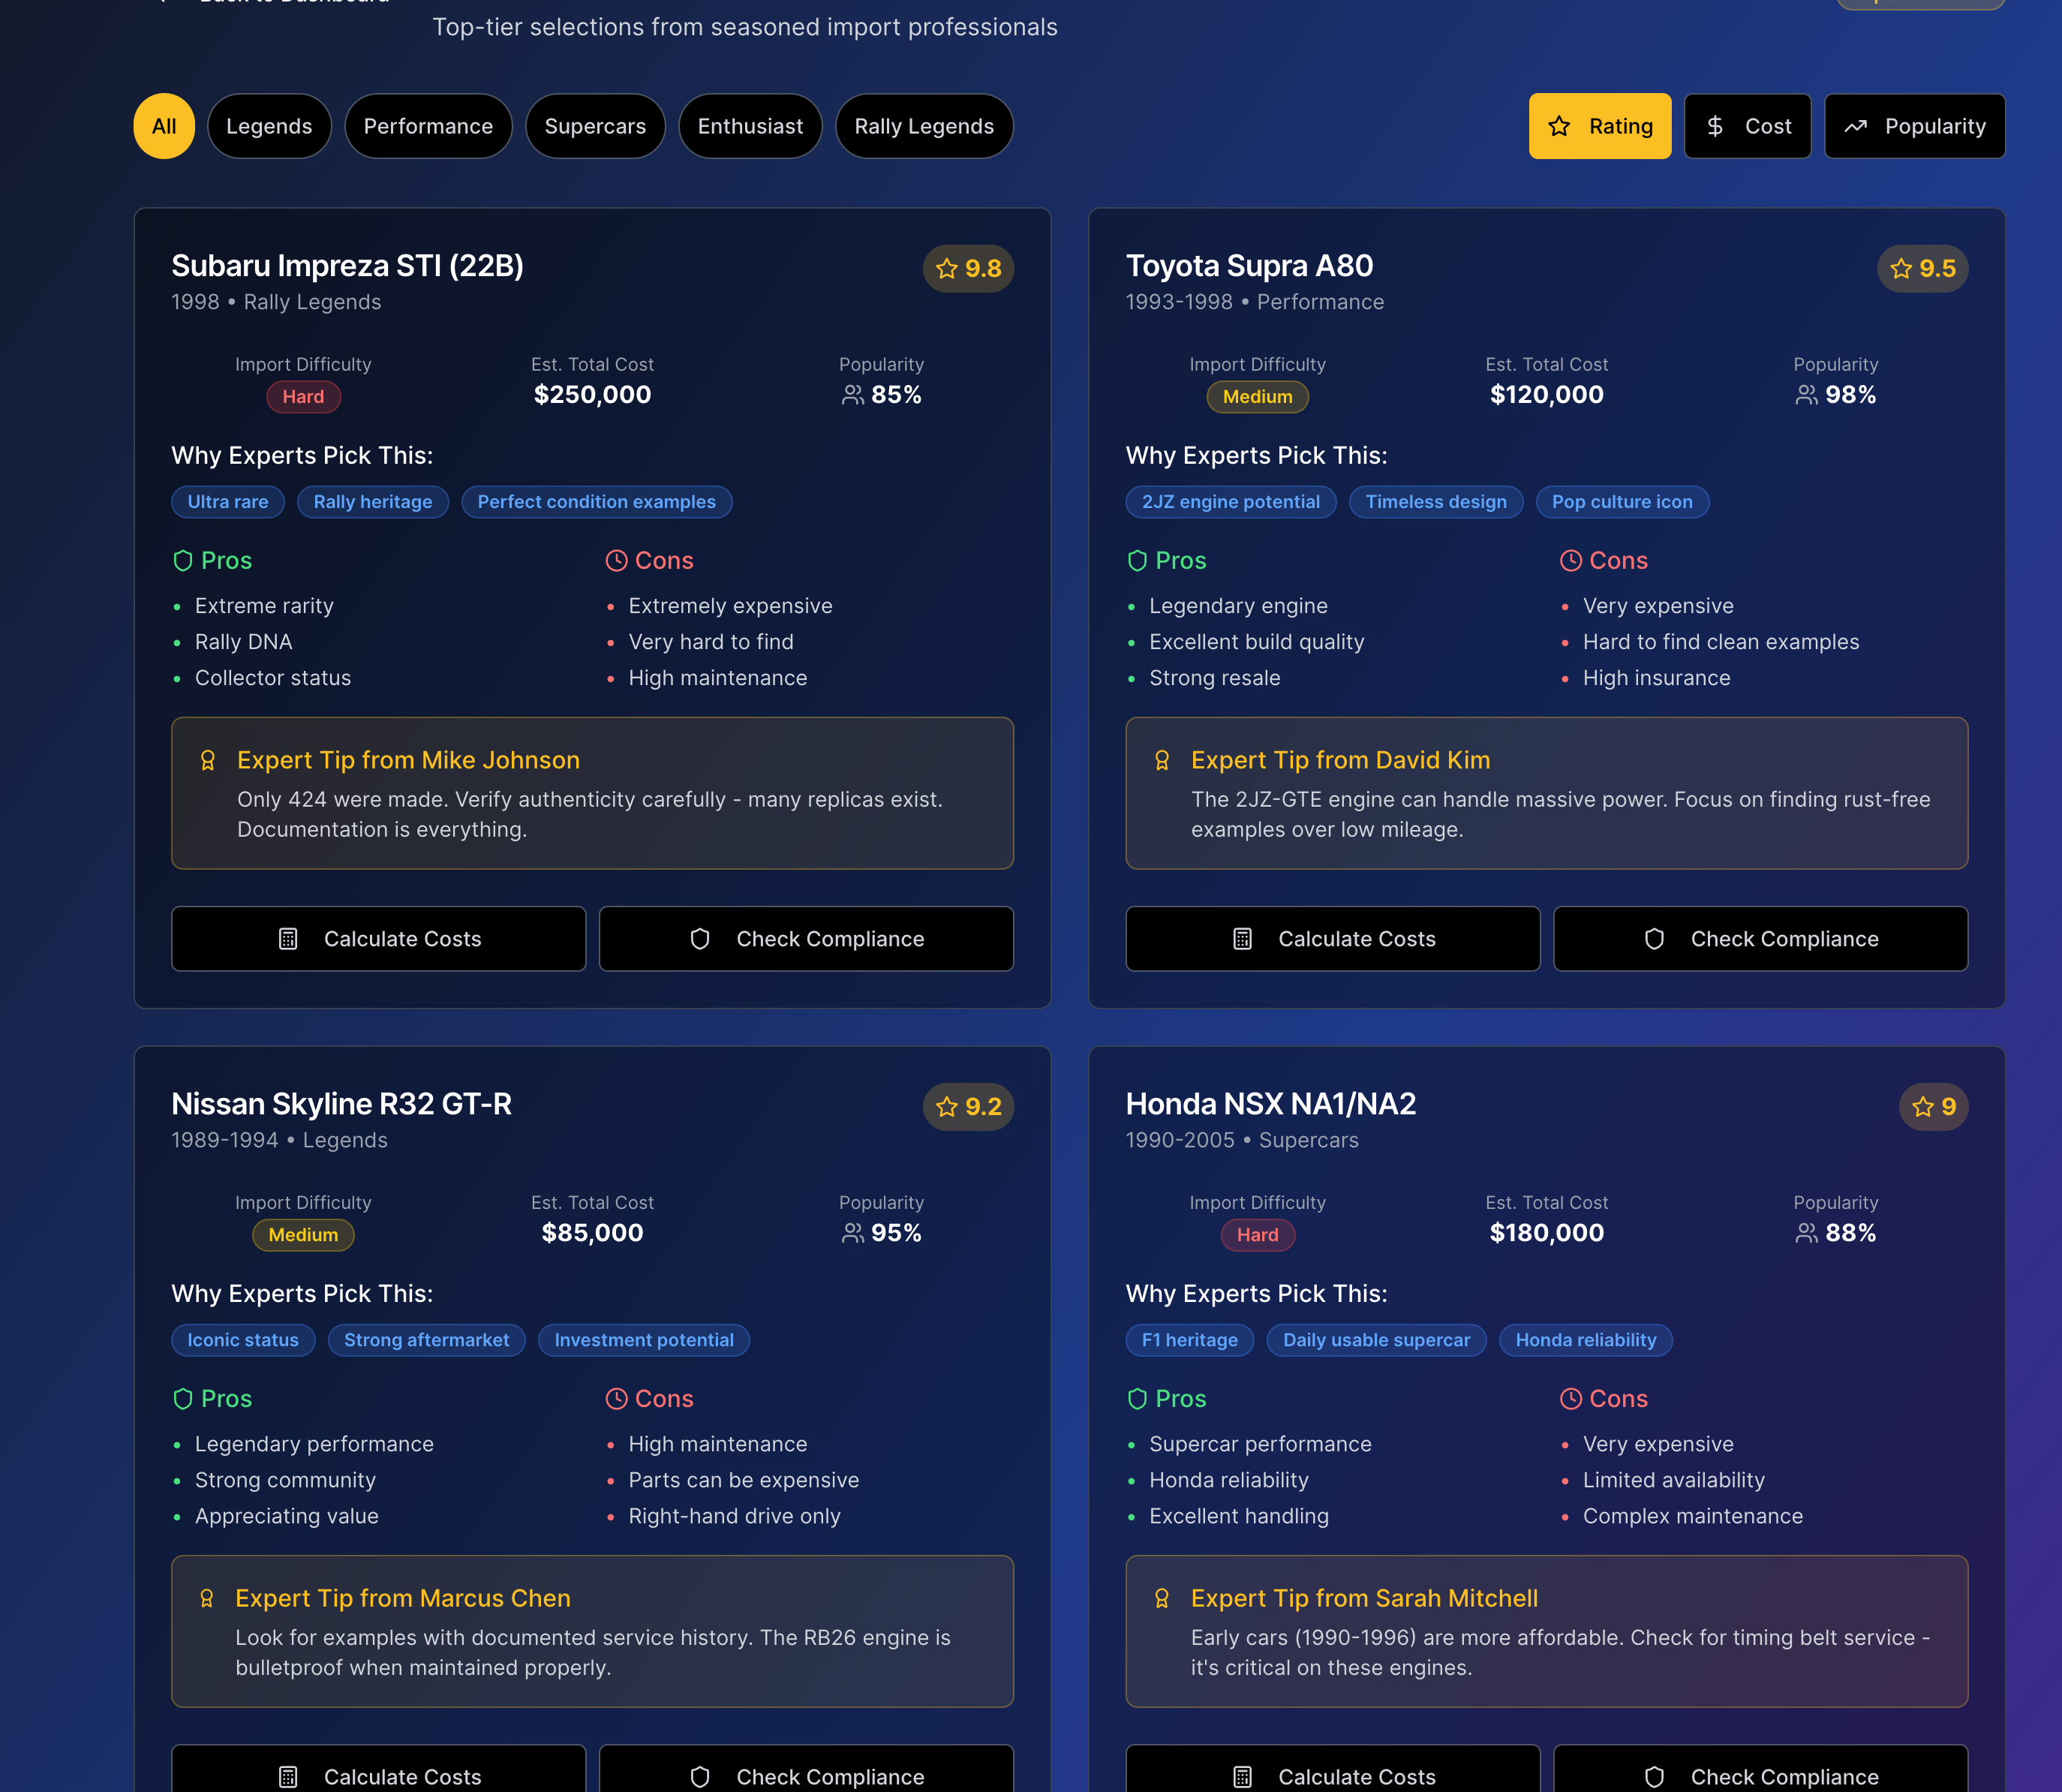 Back to Dashboard
Top-tier selections from seasoned import professionals
All Legends Performance Supercars Enthusiast Rally Legends Rating Cost Popularity
Subaru Impreza STI (22B)
9.8
1998 • Rally Legends
Import Difficulty Est. Total Cost Popularity
Hard $250,000 85%
Why Experts Pick This:
Ultra rare Rally heritage Perfect condition examples
Pros
• Extreme rarity
• Rally DNA
• Collector status
Cons
• Extremely expensive
• Very hard to find
• High maintenance
Expert Tip from Mike Johnson
Only 424 were made. Verify authenticity carefully - many replicas exist.
Documentation is everything.
Calculate Costs Check Compliance
Toyota Supra A80
9.5
1993-1998 • Performance
Import Difficulty Est. Total Cost Popularity
Medium $120,000 98%
Why Experts Pick This:
2JZ engine potential Timeless design Pop culture icon
Pros
• Legendary engine
• Excellent build quality
• Strong resale
Cons
• Very expensive
• Hard to find clean examples
• High insurance
Expert Tip from David Kim
The 2JZ-GTE engine can handle massive power. Focus on finding rust-free
examples over low mileage.
Calculate Costs Check Compliance
Nissan Skyline R32 GT-R
9.2
1989-1994 • Legends
Import Difficulty Est. Total Cost Popularity
Medium $85,000 95%
Why Experts Pick This:
Iconic status Strong aftermarket Investment potential
Pros
• Legendary performance
• Strong community
• Appreciating value
Cons
• High maintenance
• Parts can be expensive
• Right-hand drive only
Expert Tip from Marcus Chen
Look for examples with documented service history. The RB26 engine is
bulletproof when maintained properly.
Calculate Costs Check Compliance
Honda NSX NA1/NA2
9
1990-2005 • Supercars
Import Difficulty Est. Total Cost Popularity
Hard $180,000 88%
Why Experts Pick This:
F1 heritage Daily usable supercar Honda reliability
Pros
• Supercar performance
• Honda reliability
• Excellent handling
Cons
• Very expensive
• Limited availability
• Complex maintenance
Expert Tip from Sarah Mitchell
Early cars (1990-1996) are more affordable. Check for timing belt service -
it's critical on these engines.
Calculate Costs Check Compliance